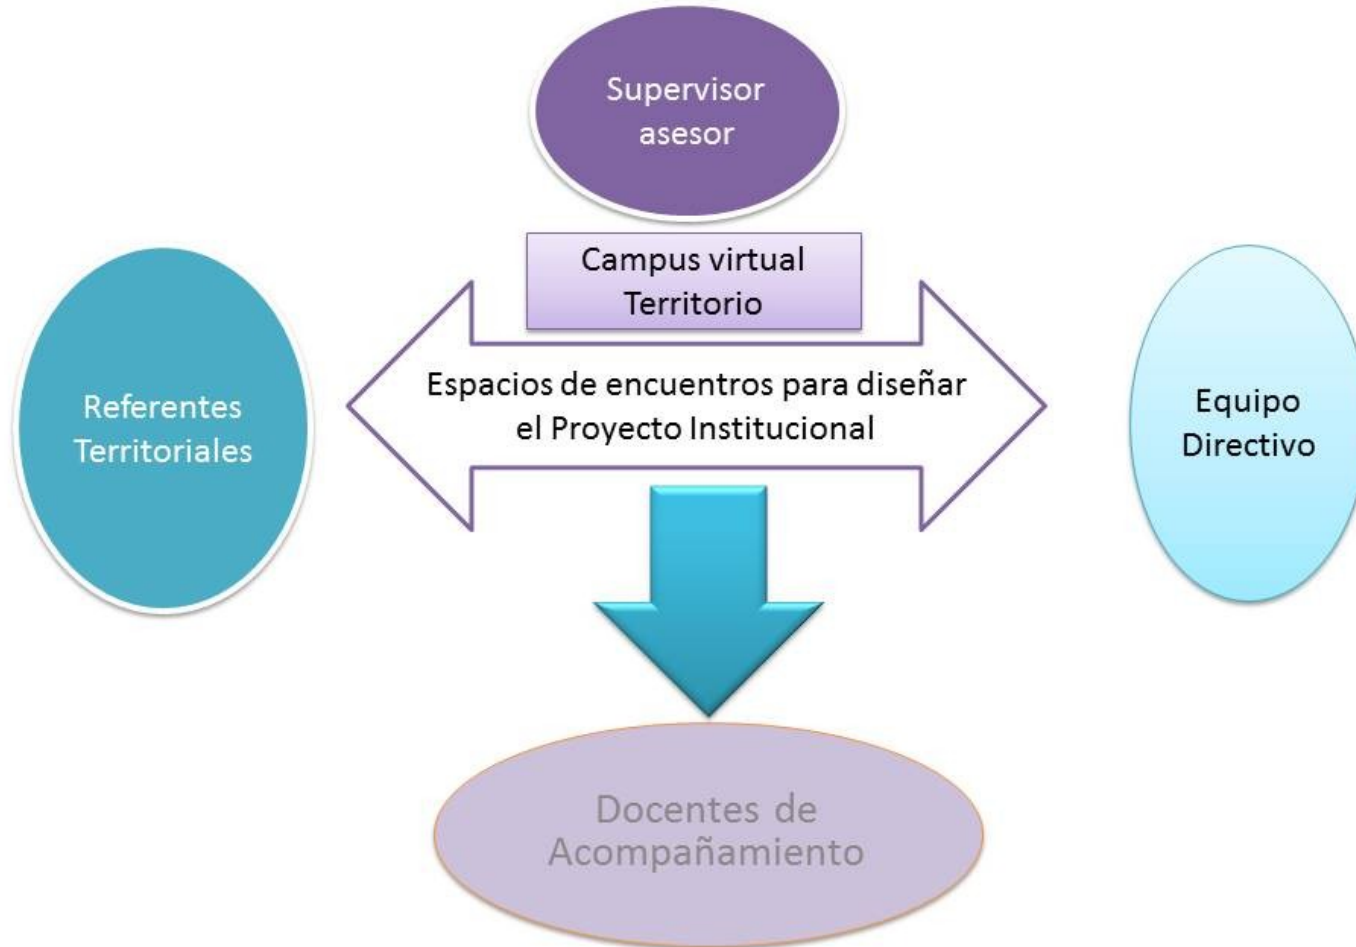 Supervisor
asesor
Campus virtual
Territorio
Espacios de encuentros para diseñar
el Proyecto Institucional
Referentes
Territoriales
Equipo
Directivo
Docentes de
Acompañamiento